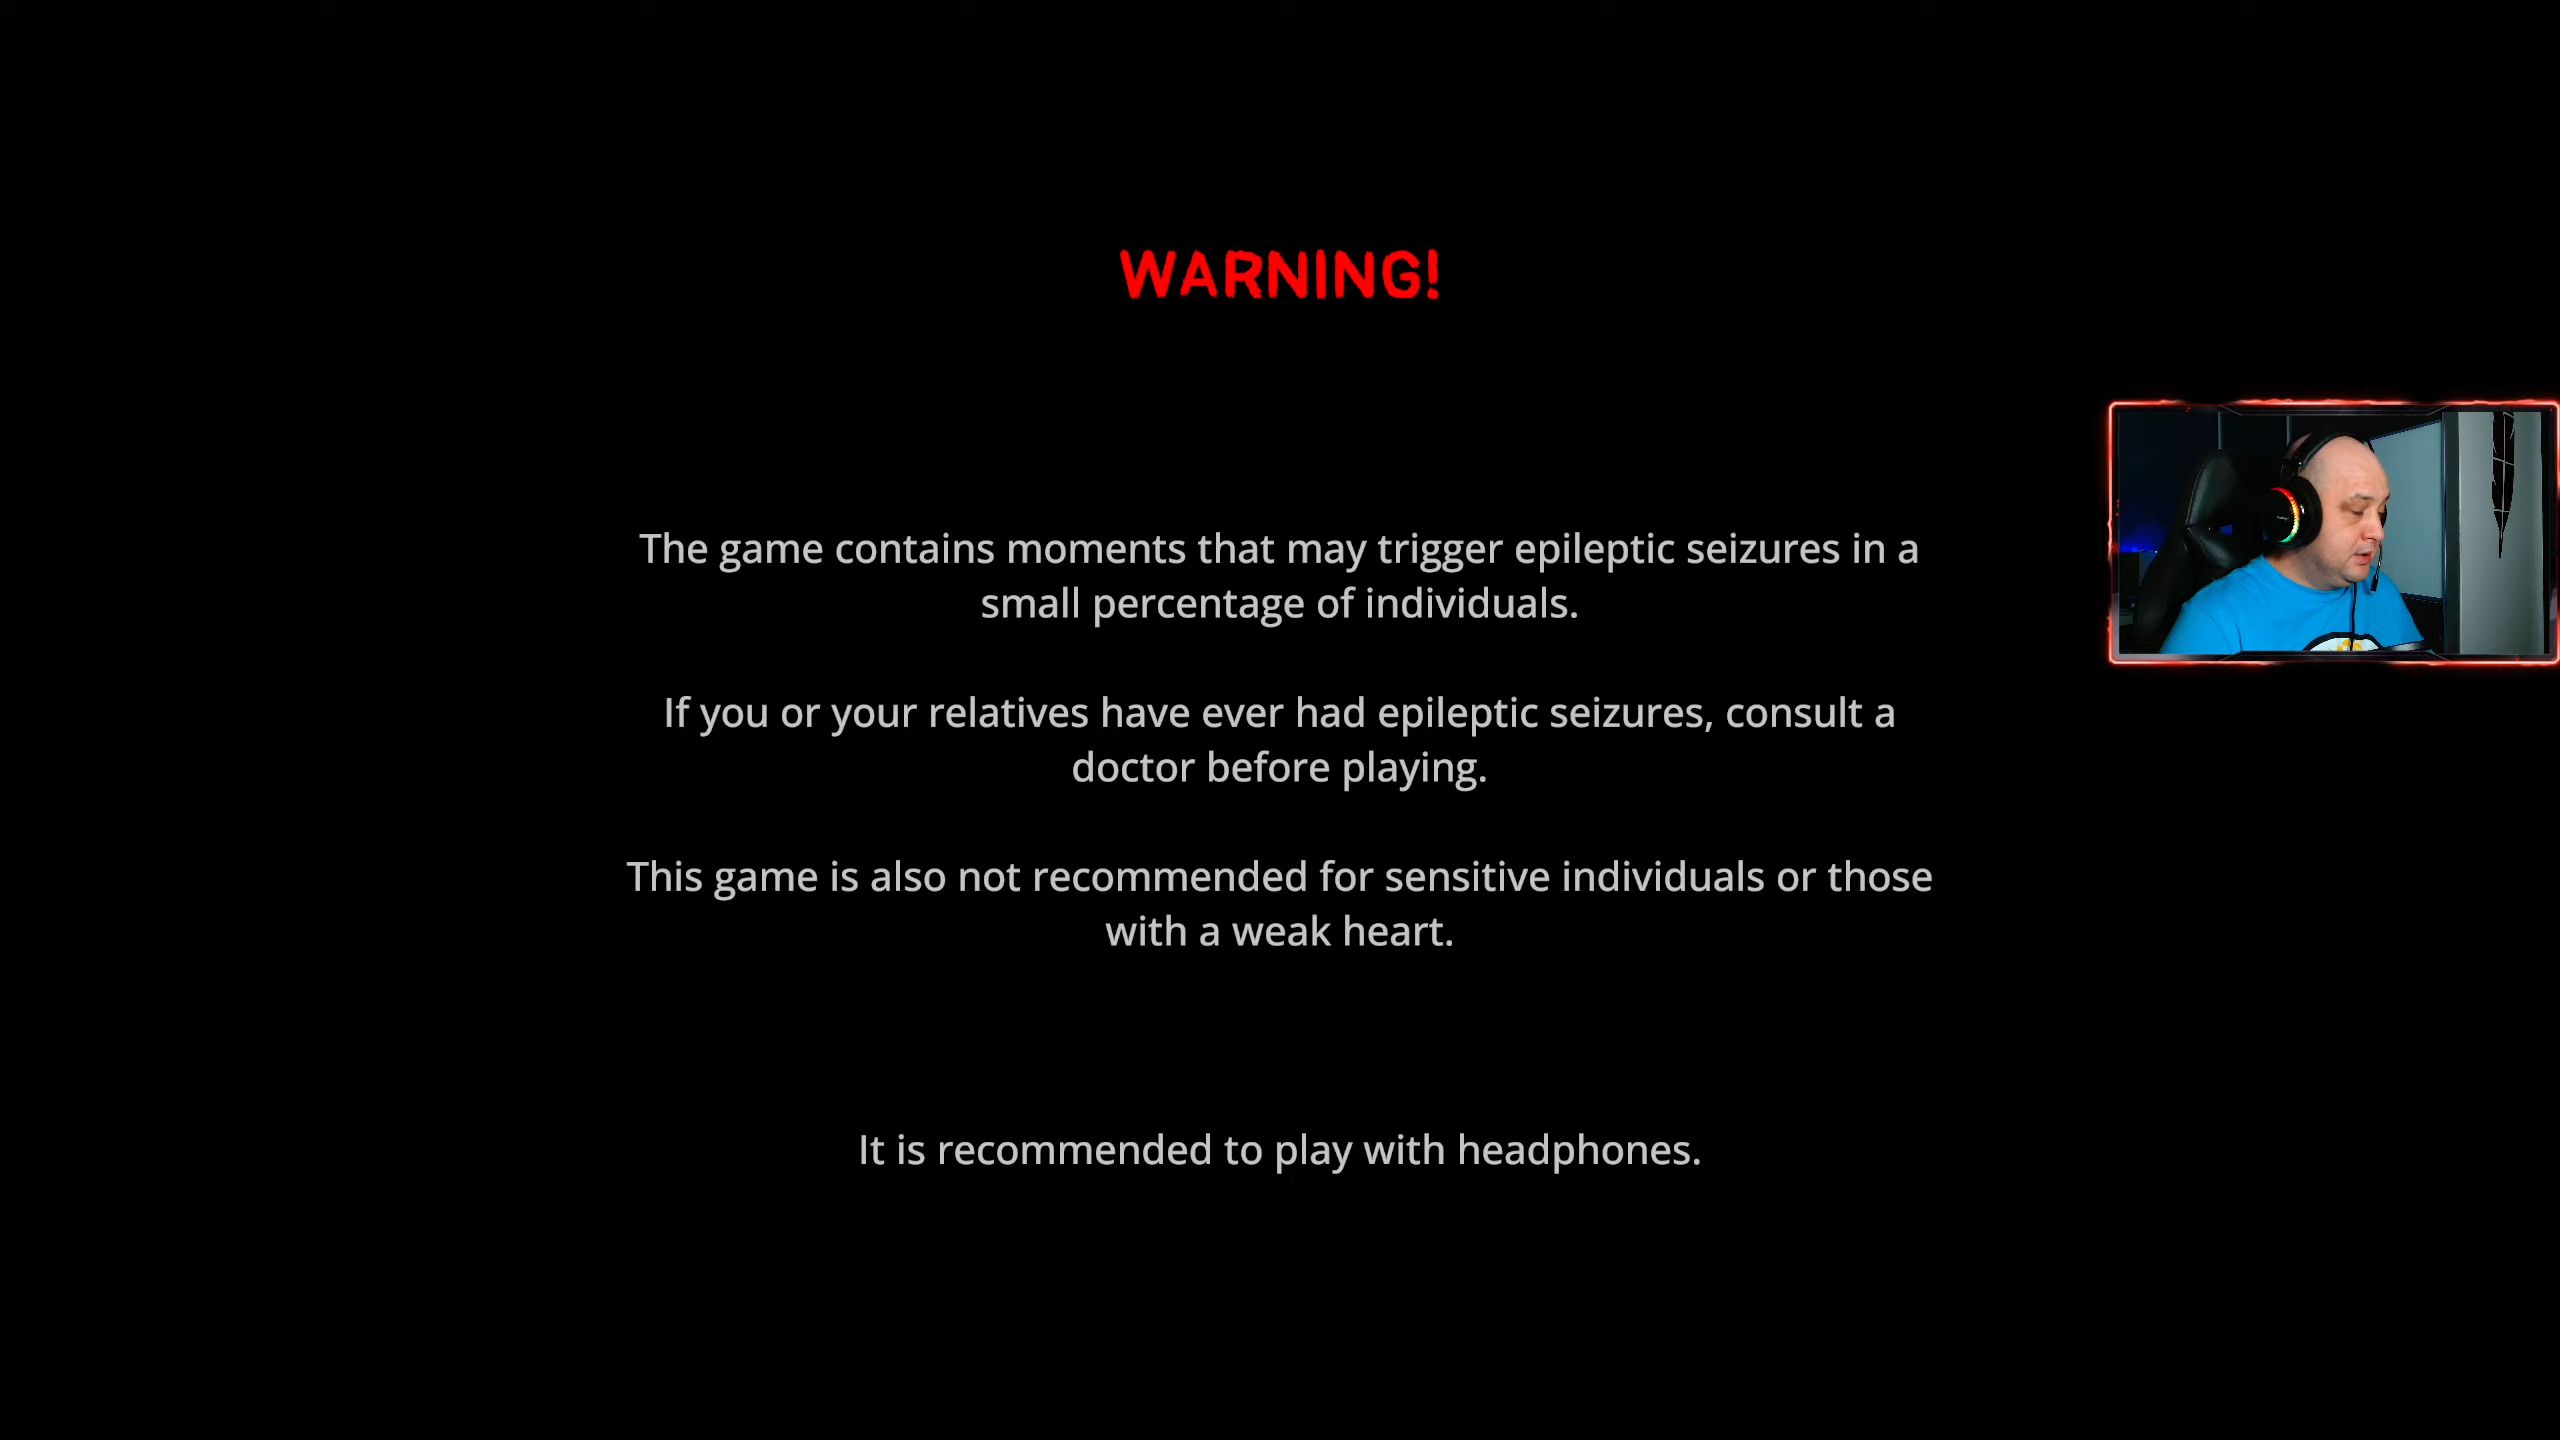 WARNING!
The game contains moments that may trigger epileptic seizures in a
small percentage of individuals.
If you or your relatives have ever had epileptic seizures, consult a
doctor before playing.
This game is also not recommended for sensitive individuals or those
with a weak heart.
It is recommended to play with headphones.